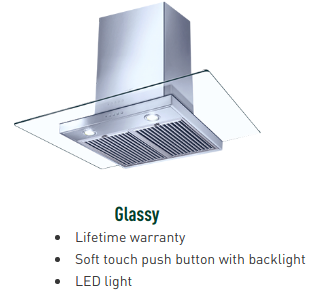 Glassy
• Lifetime warranty
• Soft touch push button with backlight
• LED light